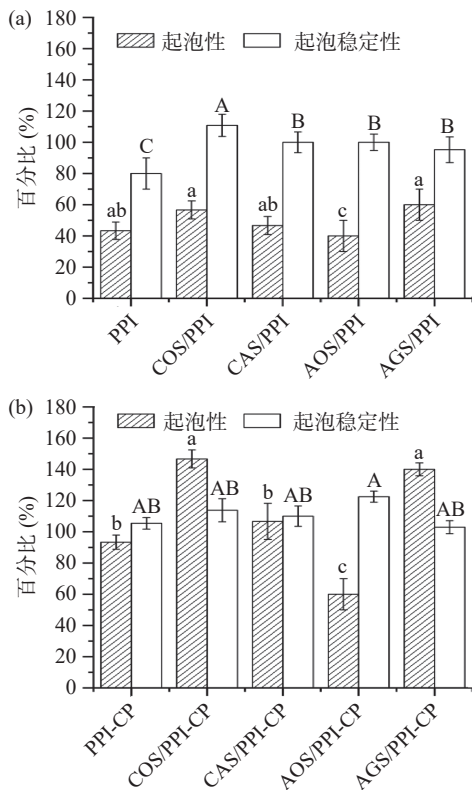 (a)
180
起泡性
起泡稳定性
160
140
120
100
80
60
40
20
0
百分比 (%)
ab
C
a
A
ab
B
c
B
a
B
PPI
COS/PPI
CAS/PPI
AOS/PPI
AGS/PPI
(b)
180
起泡性
起泡稳定性
160
140
120
100
80
60
40
20
0
百分比 (%)
b
AB
a
AB
b
AB
c
A
a
AB
PPI-CP
COS/PPI-CP
CAS/PPI-CP
AOS/PPI-CP
AGS/PPI-CP